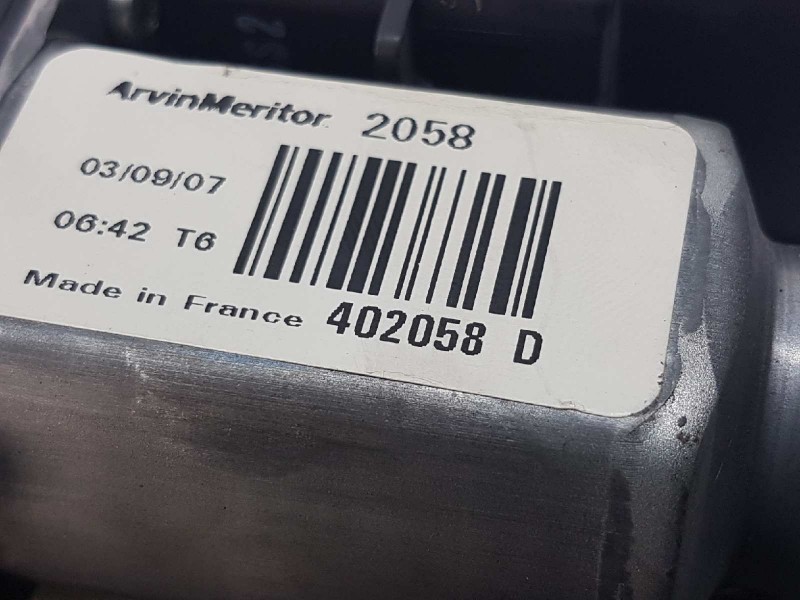 ArvinMeritor 2058
03/09/07
06:42 T6
Made in France 402058 D